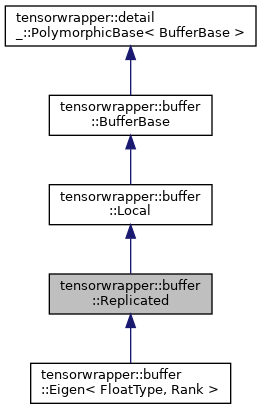 tensorwrapper::detail
_::PolymorphicBase< BufferBase >
tensorwrapper::buffer
::BufferBase
tensorwrapper::buffer
::Local
tensorwrapper::buffer
::Replicated
tensorwrapper::buffer
::Eigen< FloatType, Rank >